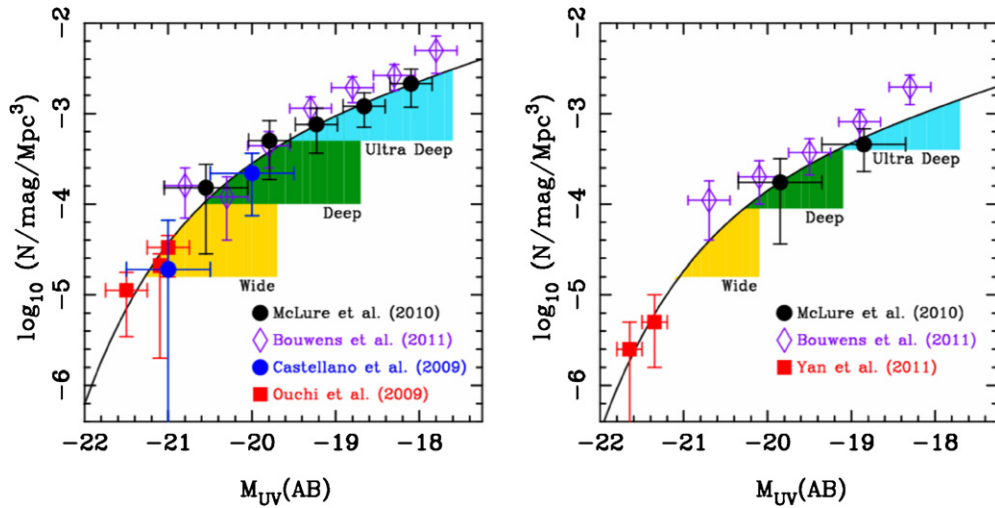 -2
-3
-4
-5
-6
log₁₀ (N/mag/Mpc³)
Ultra Deep
Deep
Wide
McLure et al. (2010)
Bouwens et al. (2011)
Castellano et al. (2009)
Ouchi et al. (2009)
-22 -21 -20 -19 -18
M_UV(AB)
-2
-3
-4
-5
-6
log₁₀ (N/mag/Mpc³)
Ultra Deep
Deep
Wide
McLure et al. (2010)
Bouwens et al. (2011)
Yan et al. (2011)
-22 -21 -20 -19 -18
M_UV(AB)